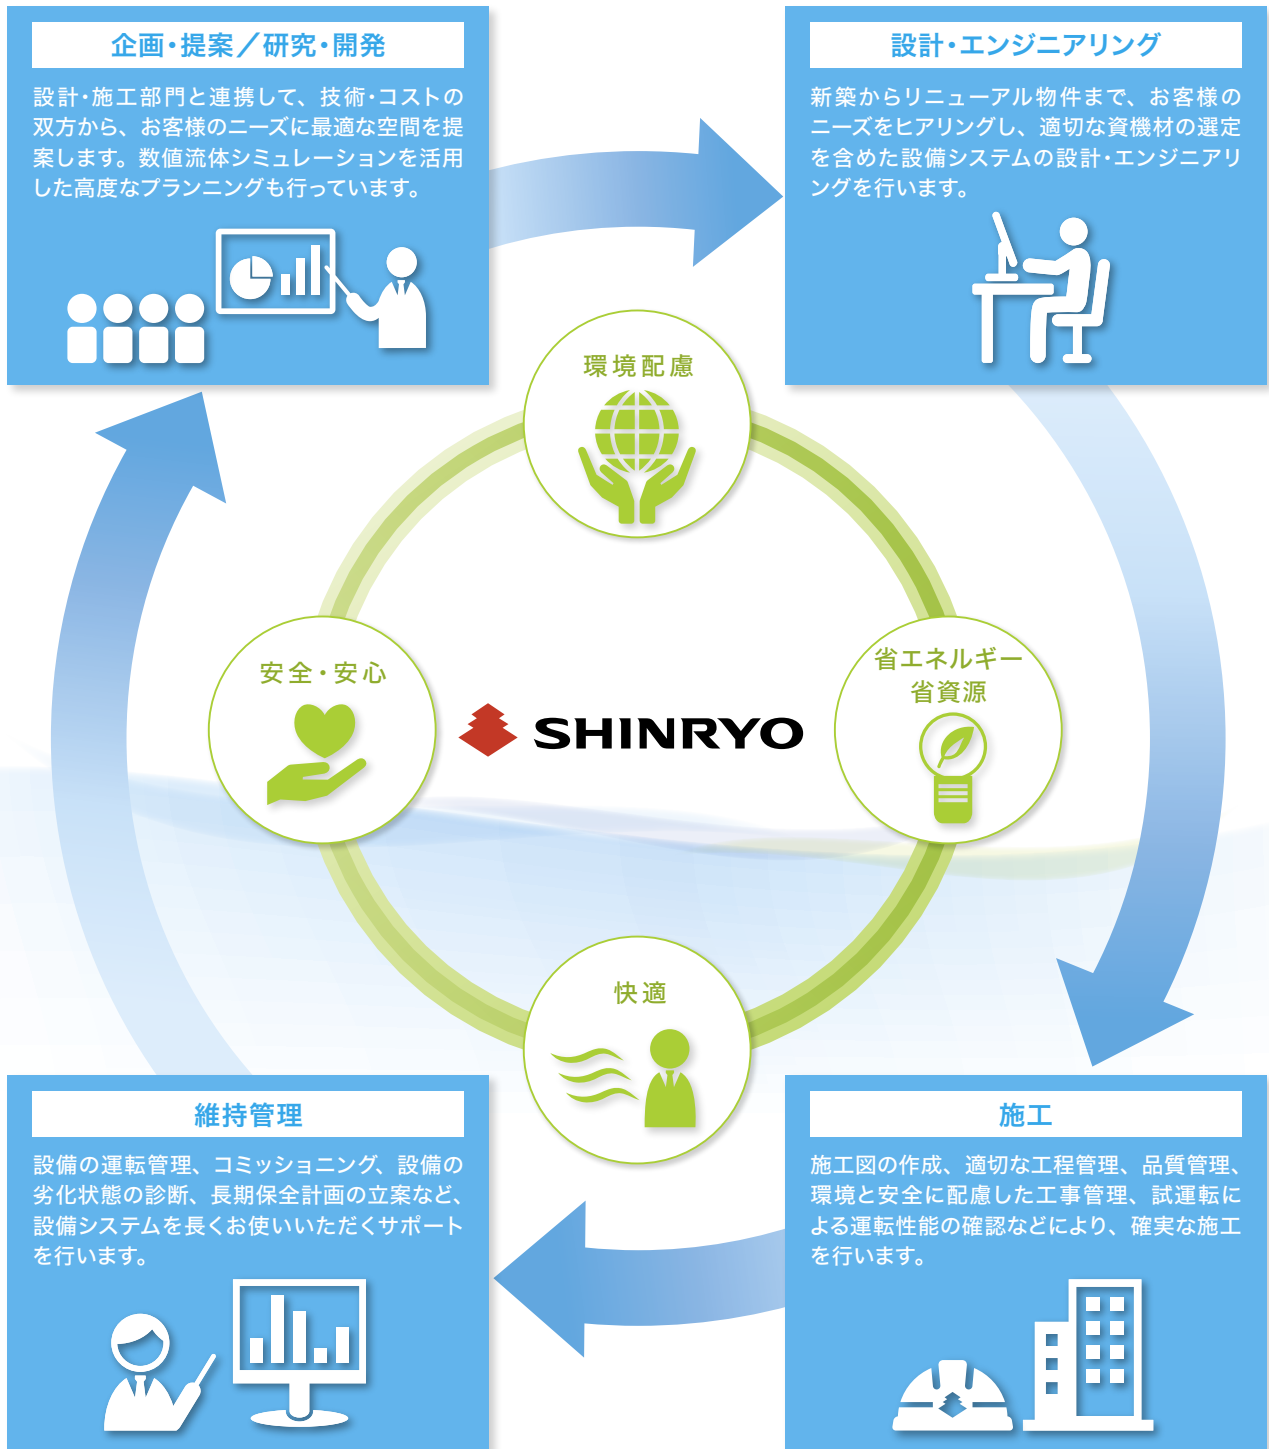 企画・提案／研究・開発
設計・施工部門と連携して、技術・コストの
双方から、お客様のニーズに最適な空間を提
案します。数値流体シミュレーションを活用
した高度なプランニングも行っています。
設計・エンジニアリング
新築からリニューアル物件まで、お客様の
ニーズをヒアリングし、適切な資機材の選定
を含めた設備システムの設計・エンジニアリ
ングを行います。
環境配慮
安全・安心
SHINRYO
省エネルギー
省資源
快適
維持管理
設備の運転管理、コミッショニング、設備の
劣化状態の診断、長期保全計画の立案など、
設備システムを長くお使いいただくサポート
を行います。
施工
施工図の作成、適切な工程管理、品質管理、
環境と安全に配慮した工事管理、試運転に
よる運転性能の確認などにより、確実な施工
を行います。